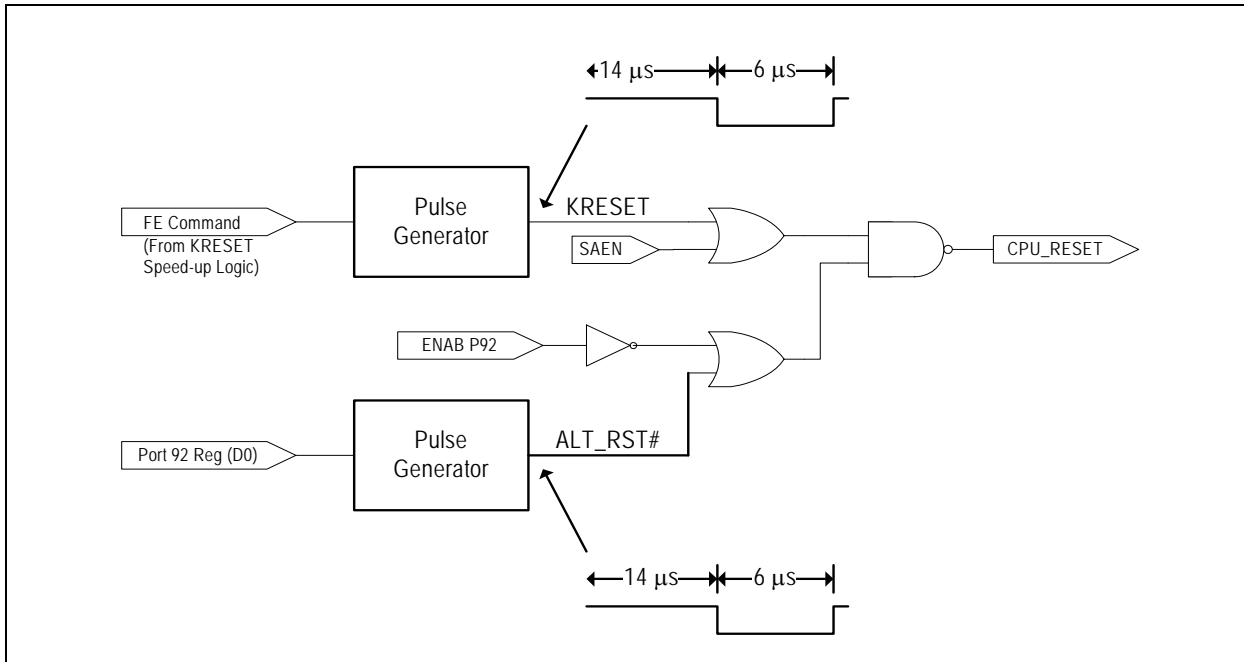 14 µs
6 µs
Pulse
Generator
KRESET
FE Command
(From KRESET
Speed-up Logic)
SAEN
CPU_RESET
ENAB P92
Pulse
Generator
ALT_RST#
Port 92 Reg (D0)
14 µs
6 µs